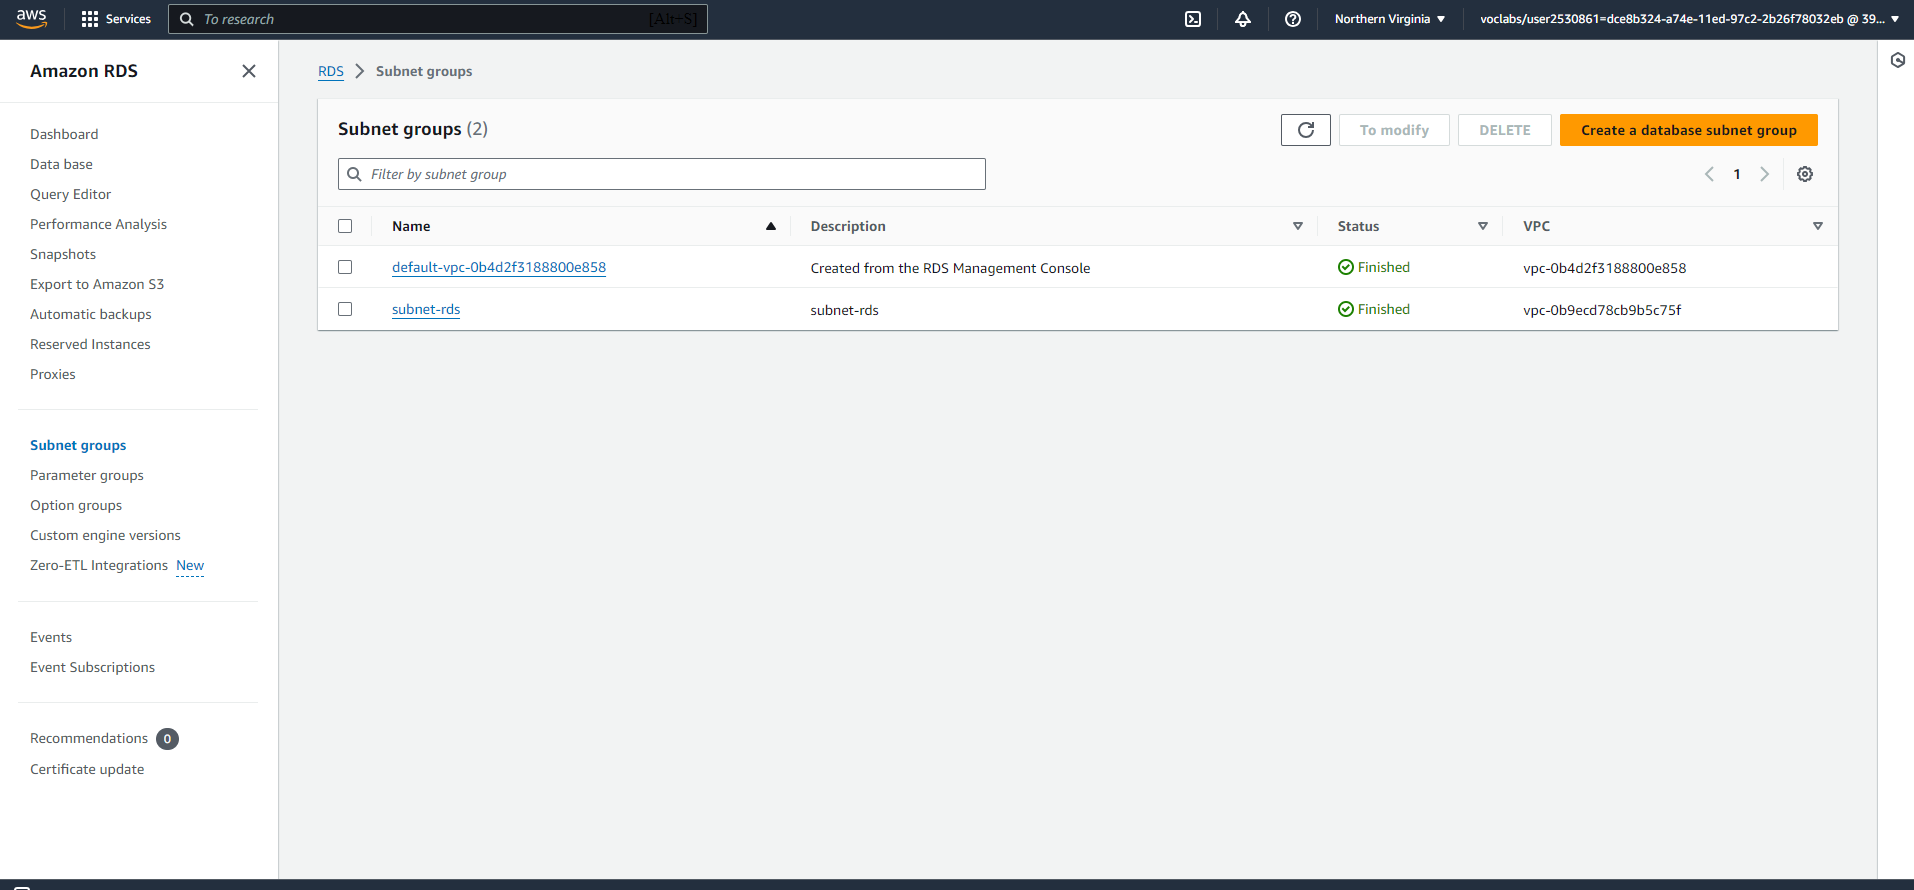 aws
Services
To research
[Alt+S]
Northern Virginia
voclabs/user2530861=dce8b324-a74e-11ed-97c2-2b26f78032eb @ 39...
Amazon RDS
Dashboard
Data base
Query Editor
Performance Analysis
Snapshots
Export to Amazon S3
Automatic backups
Reserved Instances
Proxies
Subnet groups
Parameter groups
Option groups
Custom engine versions
Zero-ETL Integrations New
Events
Event Subscriptions
Recommendations 0
Certificate update
RDS Subnet groups
Subnet groups (2)
To modify
DELETE
Create a database subnet group
Filter by subnet group
1
Name Description Status VPC
default-vpc-0b4d2f3188800e858 Created from the RDS Management Console Finished vpc-0b4d2f3188800e858
subnet-rds subnet-rds Finished vpc-0b9ecd78cb9b5c75f